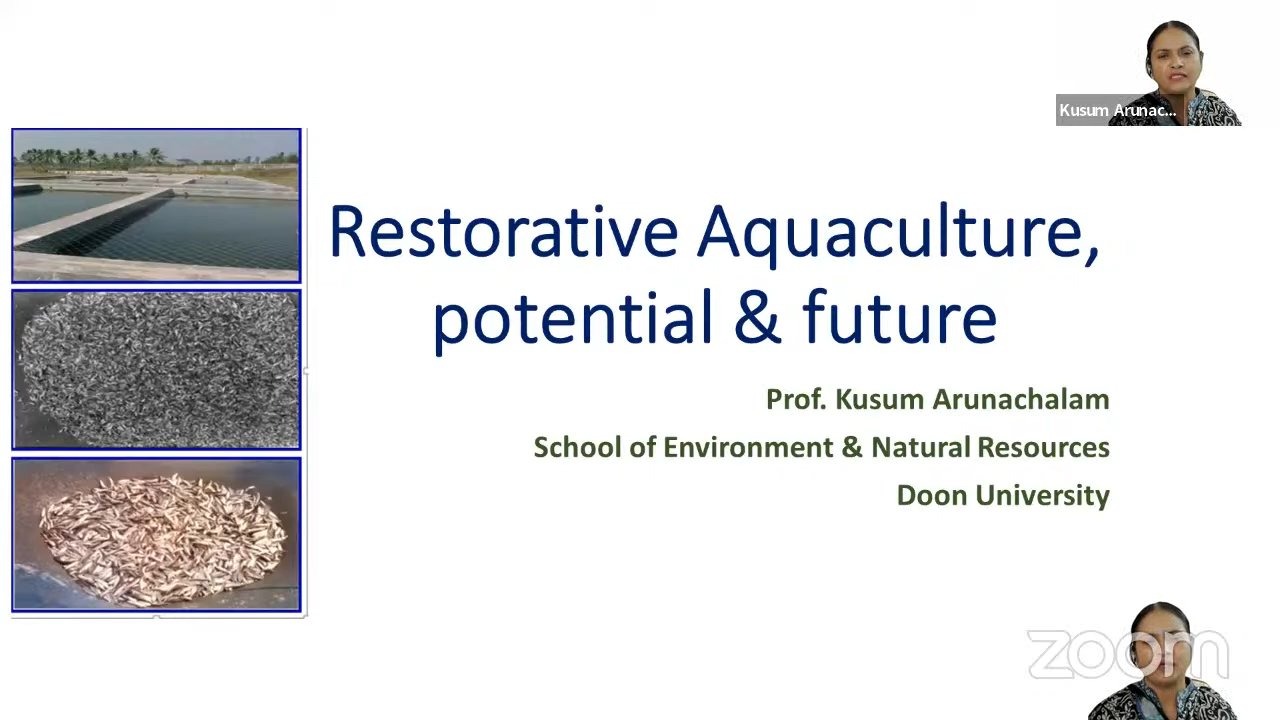 Kusum Arunac...
Restorative Aquaculture,
potential & future
Prof. Kusum Arunachalam
School of Environment & Natural Resources
Doon University
zoom